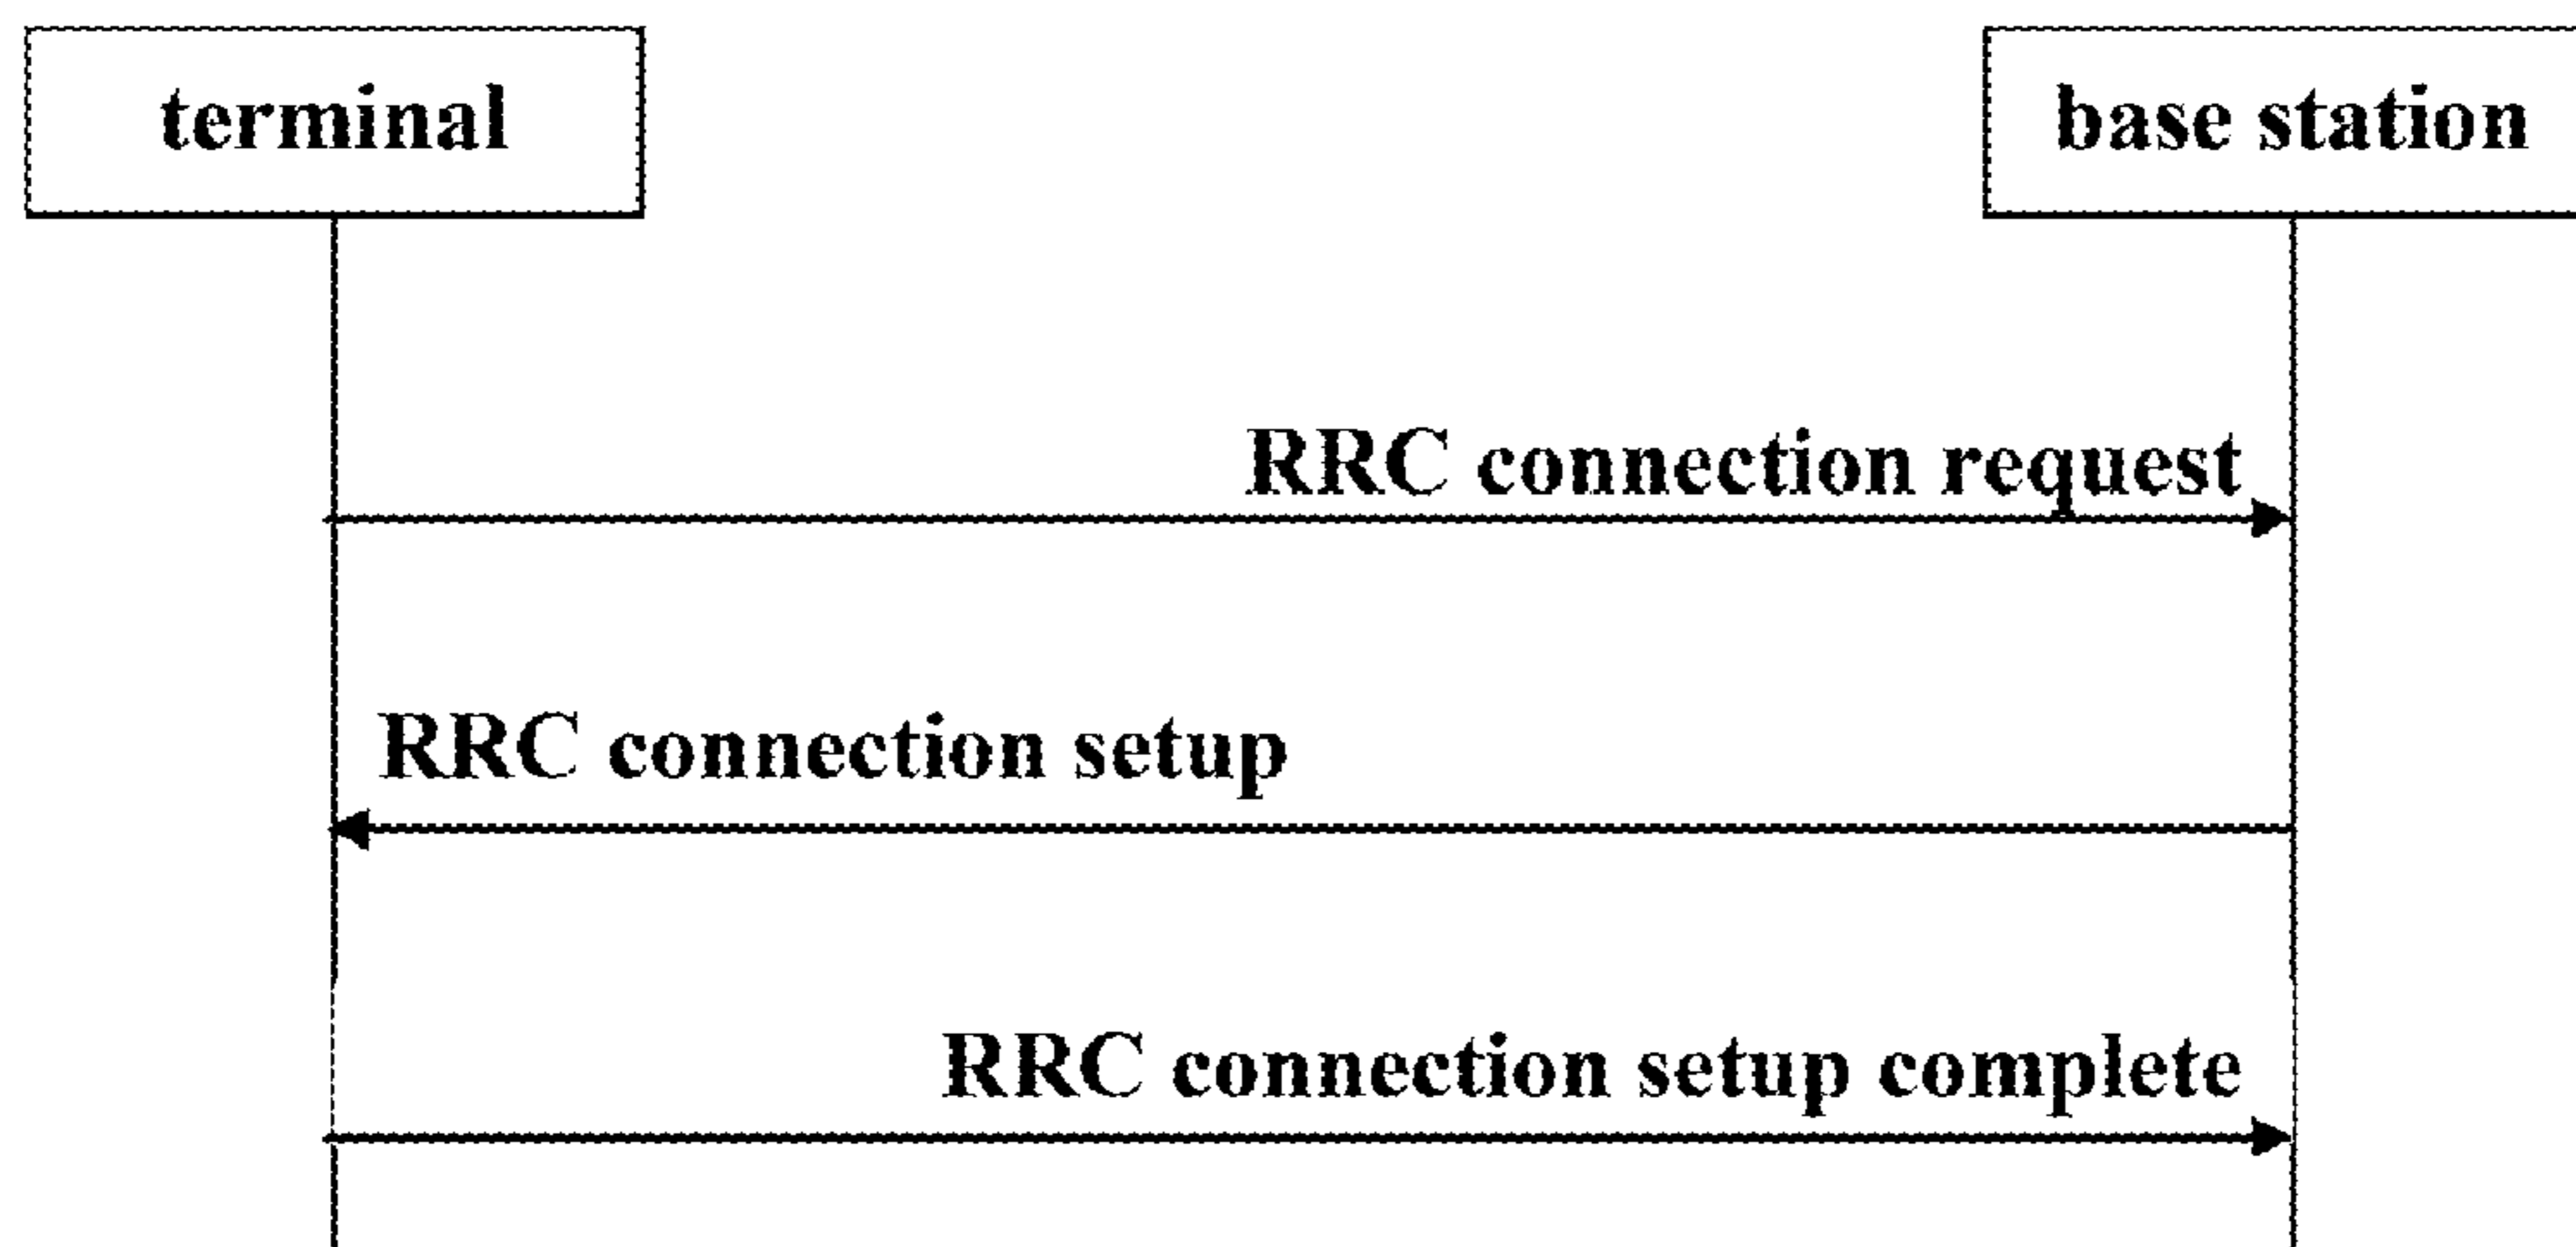 terminal
base station
RRC connection request
RRC connection setup
RRC connection setup complete